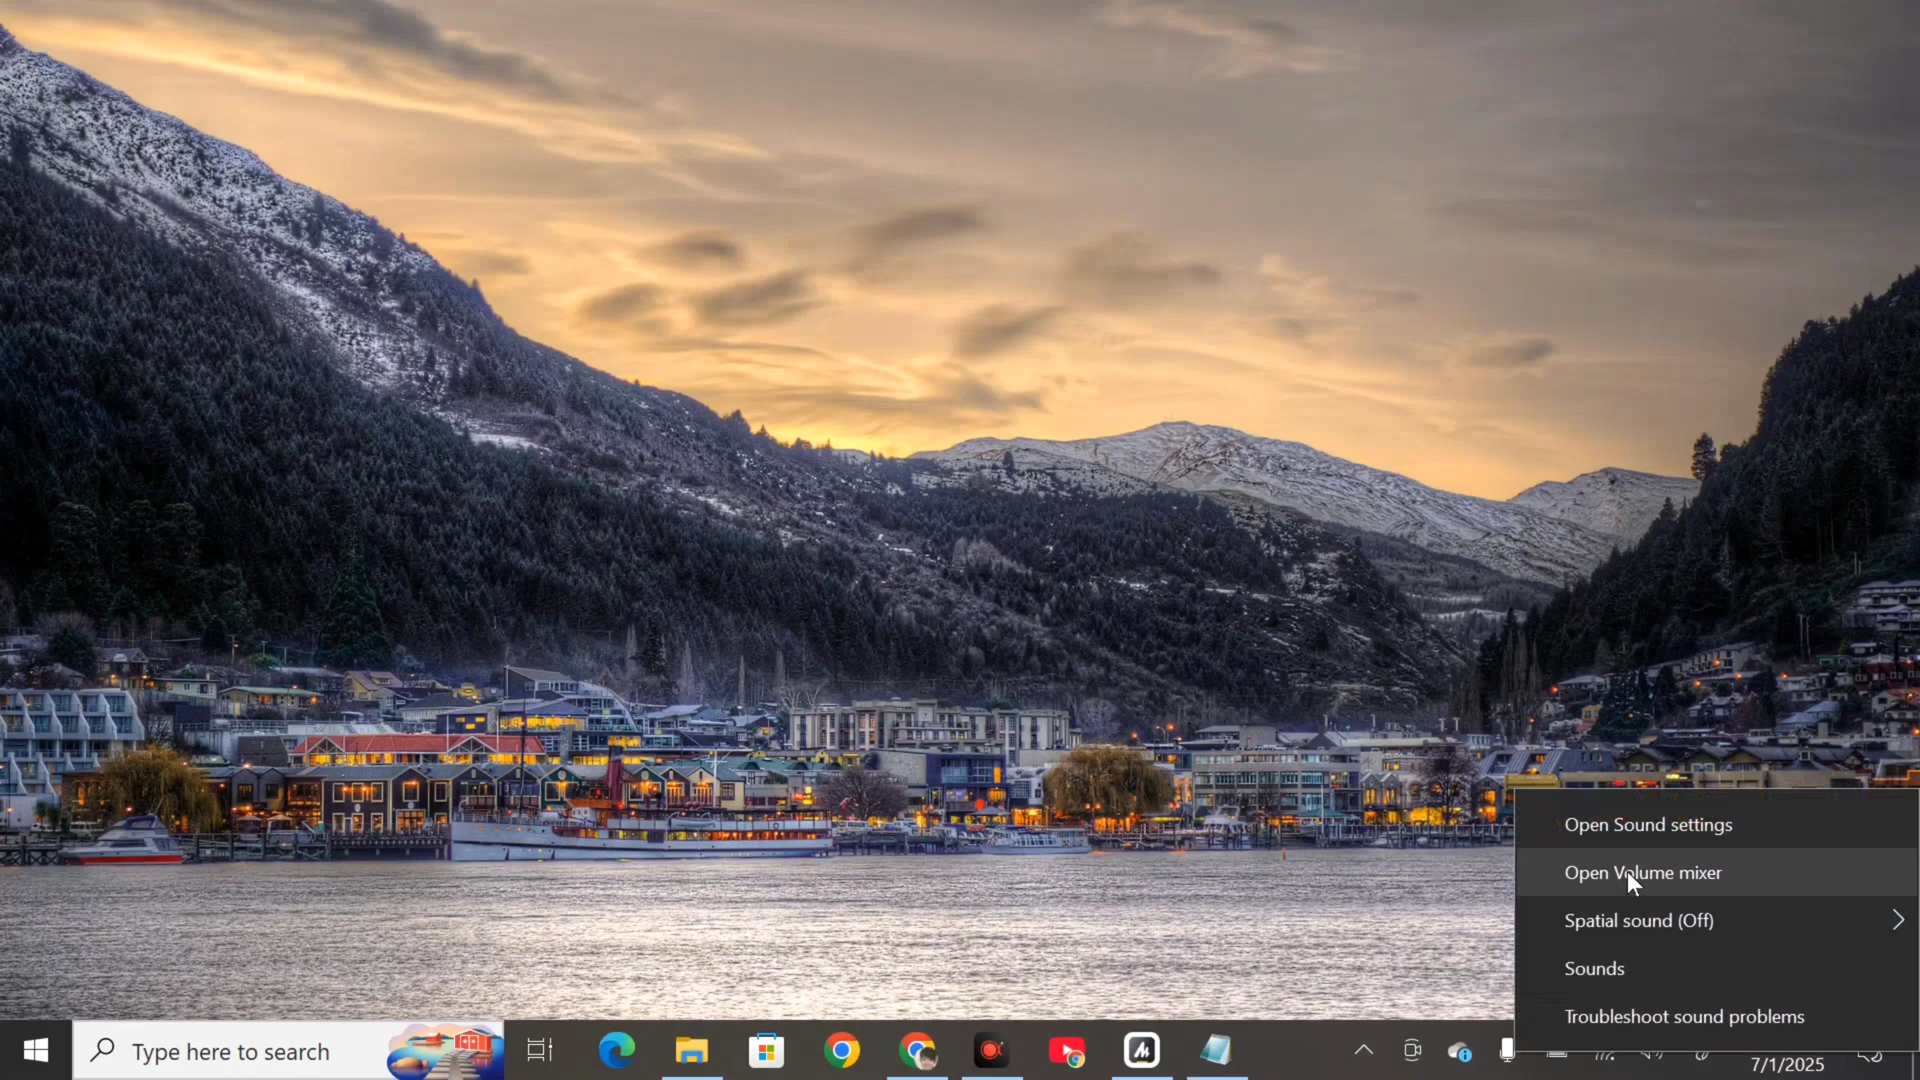 Open Sound settings
Open Volume mixer
Spatial sound (Off)
Sounds
Troubleshoot sound problems
Type here to search
7/1/2025